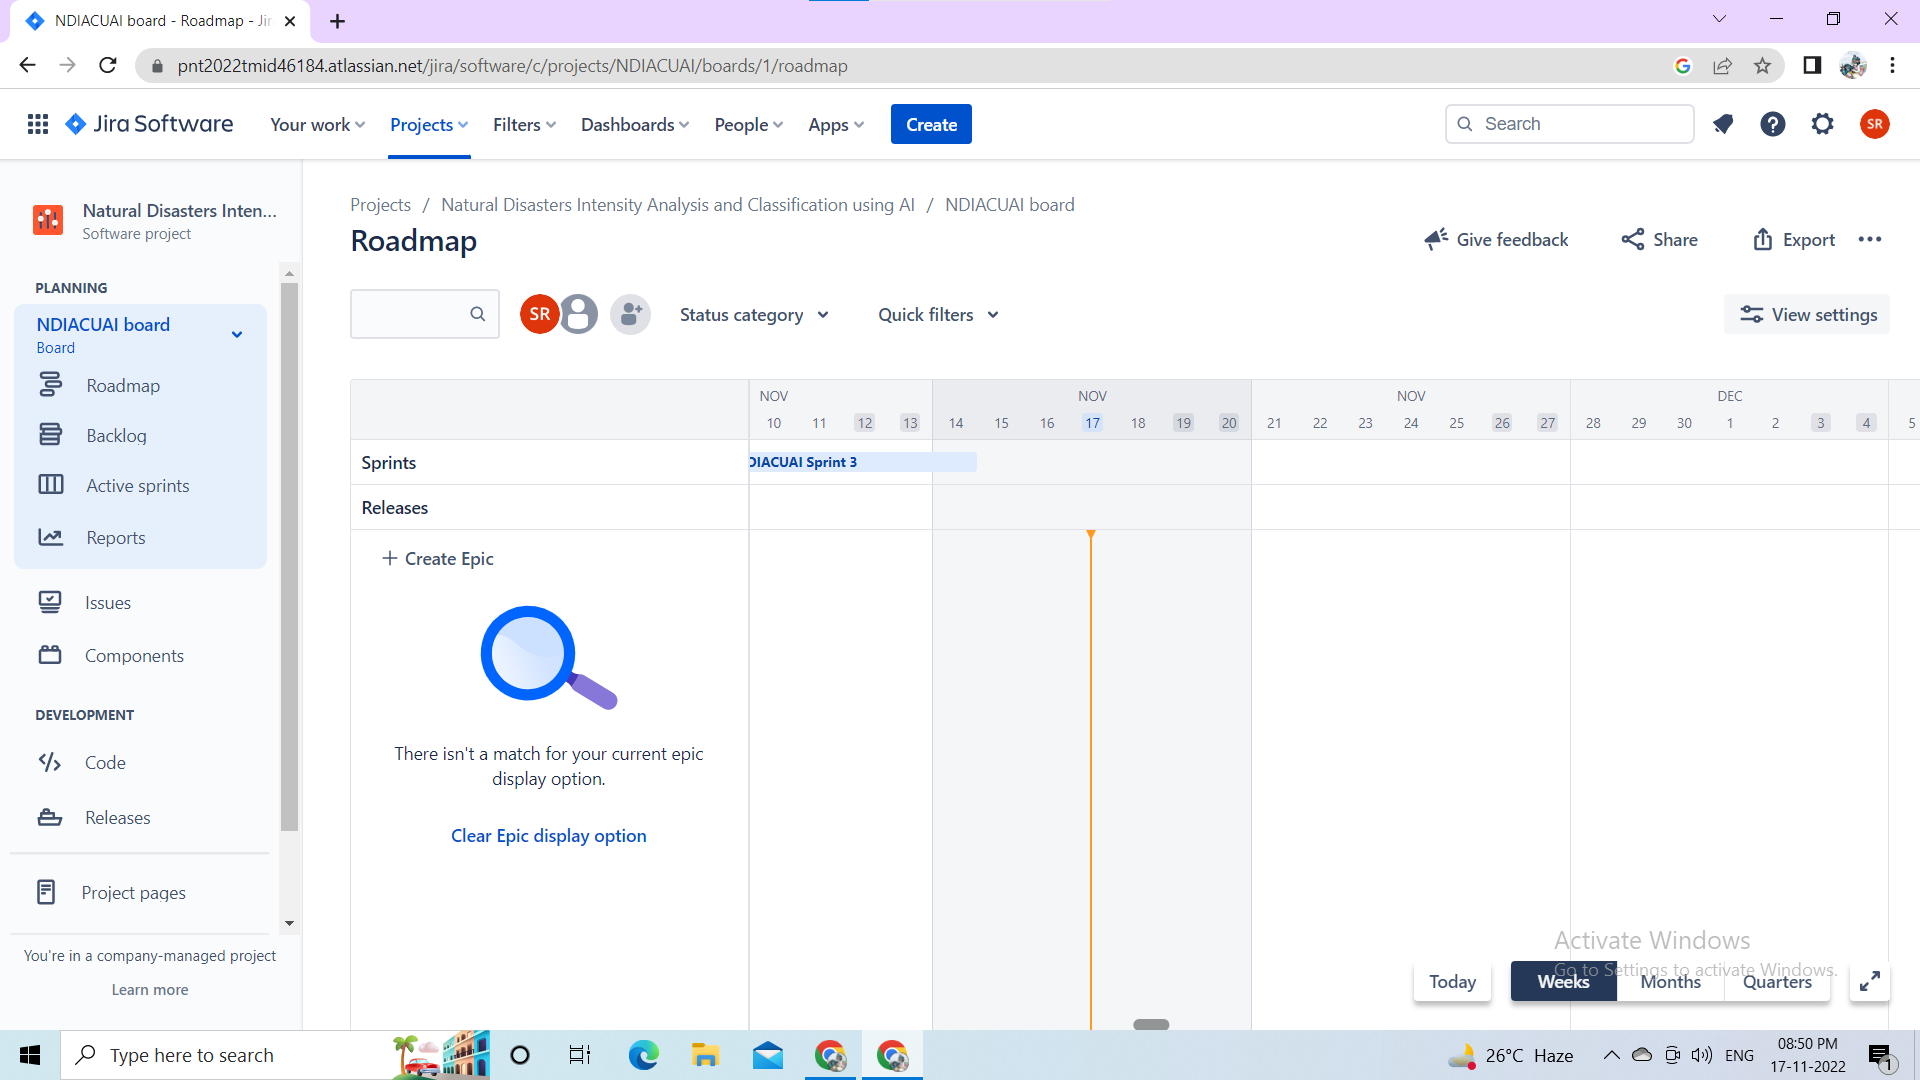 NDIACUAI board - Roadmap - Jir
pnt2022tmid46184.atlassian.net/jira/software/c/projects/NDIACUAI/boards/1/roadmap
Jira Software
Your work
Projects
Filters
Dashboards
People
Apps
Create
Search
SR
Natural Disasters Inten...
Software project
PLANNING
NDIACUAI board
Board
Roadmap
Backlog
Active sprints
Reports
Issues
Components
DEVELOPMENT
Code
Releases
Project pages
You're in a company-managed project
Learn more
Projects / Natural Disasters Intensity Analysis and Classification using AI / NDIACUAI board
Roadmap
Give feedback
Share
Export
SR
Status category
Quick filters
View settings
NOV NOV NOV DEC
10 11 12 13 14 15 16 17 18 19 20 21 22 23 24 25 26 27 28 29 30 1 2 3 4 5
Sprints
DIACUAI Sprint 3
Releases
+ Create Epic
There isn't a match for your current epic
display option.
Clear Epic display option
Activate Windows
Go to Settings to activate Windows.
Today
Weeks
Months
Quarters
Type here to search
26°C Haze
ENG
08:50 PM
17-11-2022
1